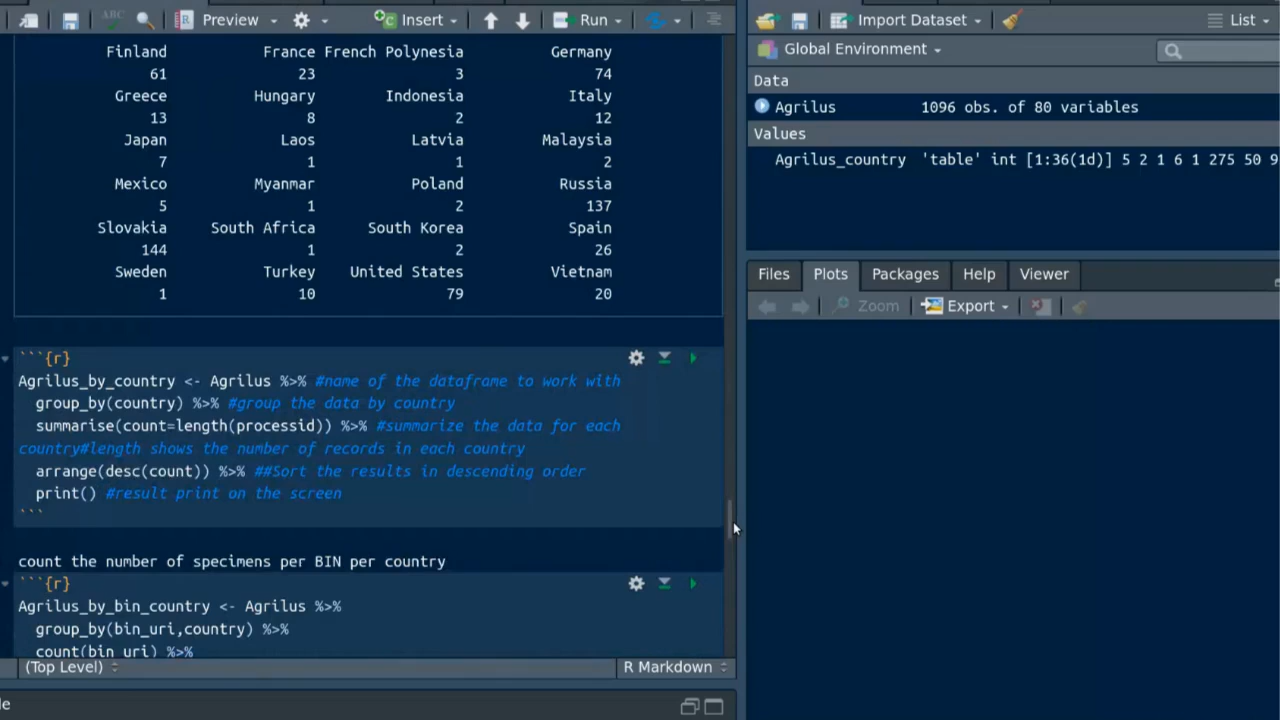 ABC Preview Insert Run
Import Dataset List
Global Environment
Finland France French Polynesia Germany
61 23 3 74
Greece Hungary Indonesia Italy
13 8 2 12
Japan Laos Latvia Malaysia
7 1 1 2
Mexico Myanmar Poland Russia
5 1 2 137
Slovakia South Africa South Korea Spain
144 1 2 26
Sweden Turkey United States Vietnam
1 10 79 20
Data
Agrilus 1096 obs. of 80 variables
Values
Agrilus_country 'table' int [1:36(1d)] 5 2 1 6 1 275 50 9
Files Plots Packages Help Viewer
Zoom Export
```{r}
Agrilus_by_country <- Agrilus %>% #name of the dataframe to work with
group_by(country) %>% #group the data by country
summarise(count=length(processid)) %>% #summarize the data for each
country#length shows the number of records in each country
arrange(desc(count)) %>% ##Sort the results in descending order
print() #result print on the screen
```
count the number of specimens per BIN per country
```{r}
Agrilus_by_bin_country <- Agrilus %>%
group_by(bin_uri,country) %>%
count(bin_uri) %>%
(Top Level) R Markdown
le